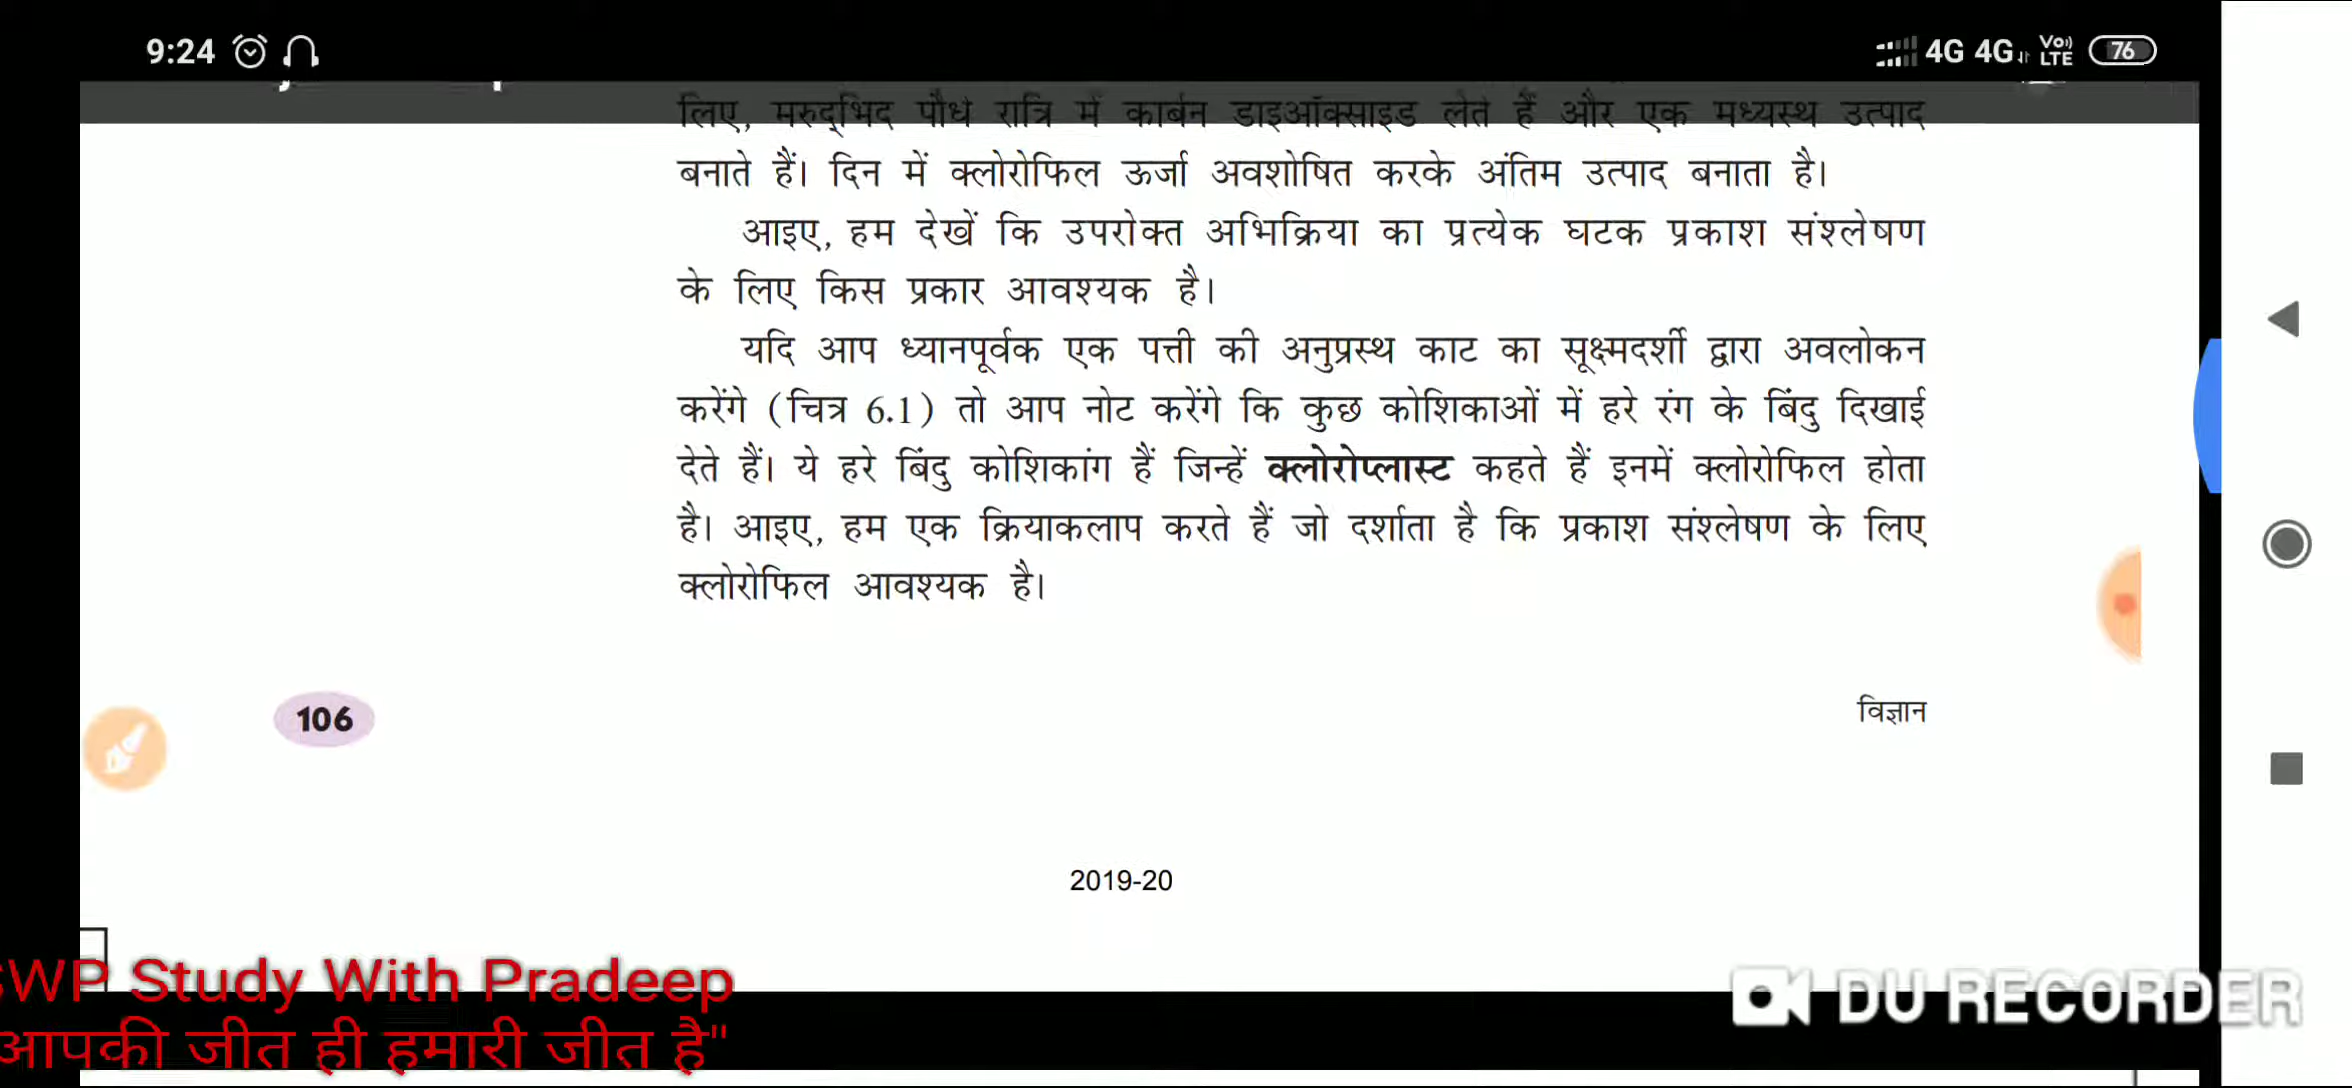 9:24
4G 4G VoLTE 76
लिए, मरुद्भिद पौधे रात्रि में कार्बन डाइऑक्साइड लेते हैं और एक मध्यस्थ उत्पाद
बनाते हैं। दिन में क्लोरोफिल ऊर्जा अवशोषित करके अंतिम उत्पाद बनाता है।
आइए, हम देखें कि उपरोक्त अभिक्रिया का प्रत्येक घटक प्रकाश संश्लेषण
के लिए किस प्रकार आवश्यक है।
यदि आप ध्यानपूर्वक एक पत्ती की अनुप्रस्थ काट का सूक्ष्मदर्शी द्वारा अवलोकन
करेंगे (चित्र 6.1) तो आप नोट करेंगे कि कुछ कोशिकाओं में हरे रंग के बिंदु दिखाई
देते हैं। ये हरे बिंदु कोशिकांग हैं जिन्हें क्लोरोप्लास्ट कहते हैं इनमें क्लोरोफिल होता
है। आइए, हम एक क्रियाकलाप करते हैं जो दर्शाता है कि प्रकाश संश्लेषण के लिए
क्लोरोफिल आवश्यक है।
106
विज्ञान
2019-20
SWP Study With Pradeep
आपकी जीत ही हमारी जीत है"
DU RECORDER